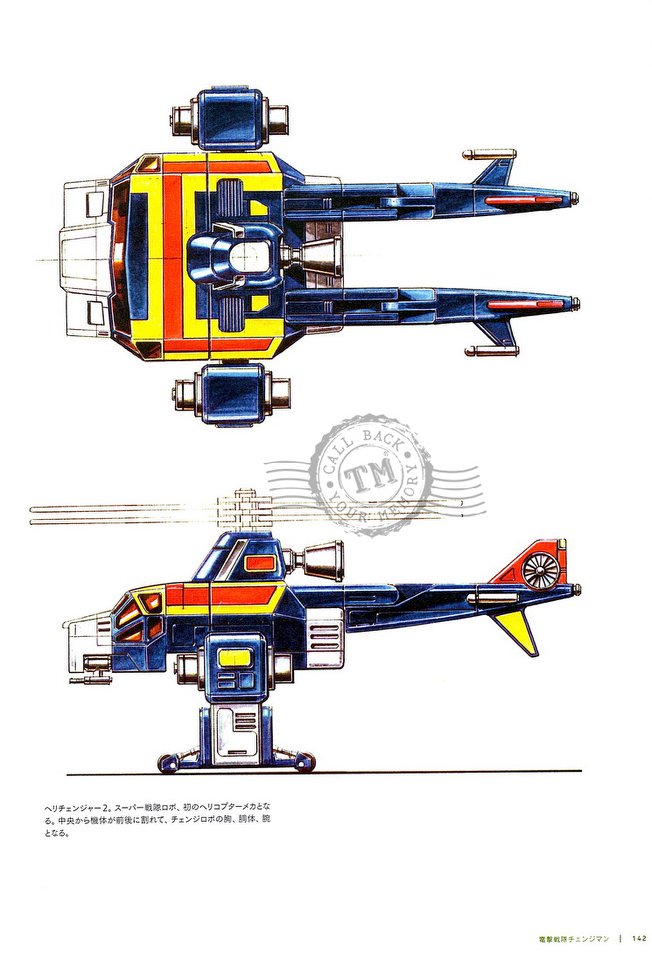 CALL BACK
TM
YOUR MEMORY
ヘリチェンジャー2。スーパー戦隊ロボ、初のヘリコプターメカとな
る。中央から機体が前後に割れて、チェンジロボの胸、胴体、腕
となる。
電撃戦隊チェンジマン | 142